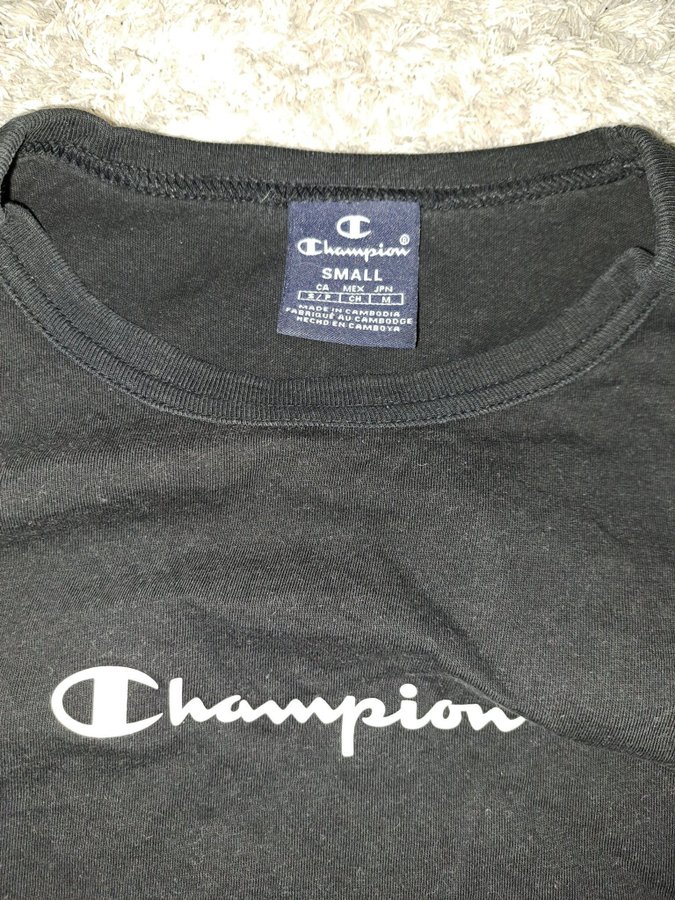 Champion®
SMALL
CA MEX JPN
S/P CH M
MADE IN CAMBODIA
FABRIQUÉ AU CAMBODGE
HECHO EN CAMBOYA
Champion